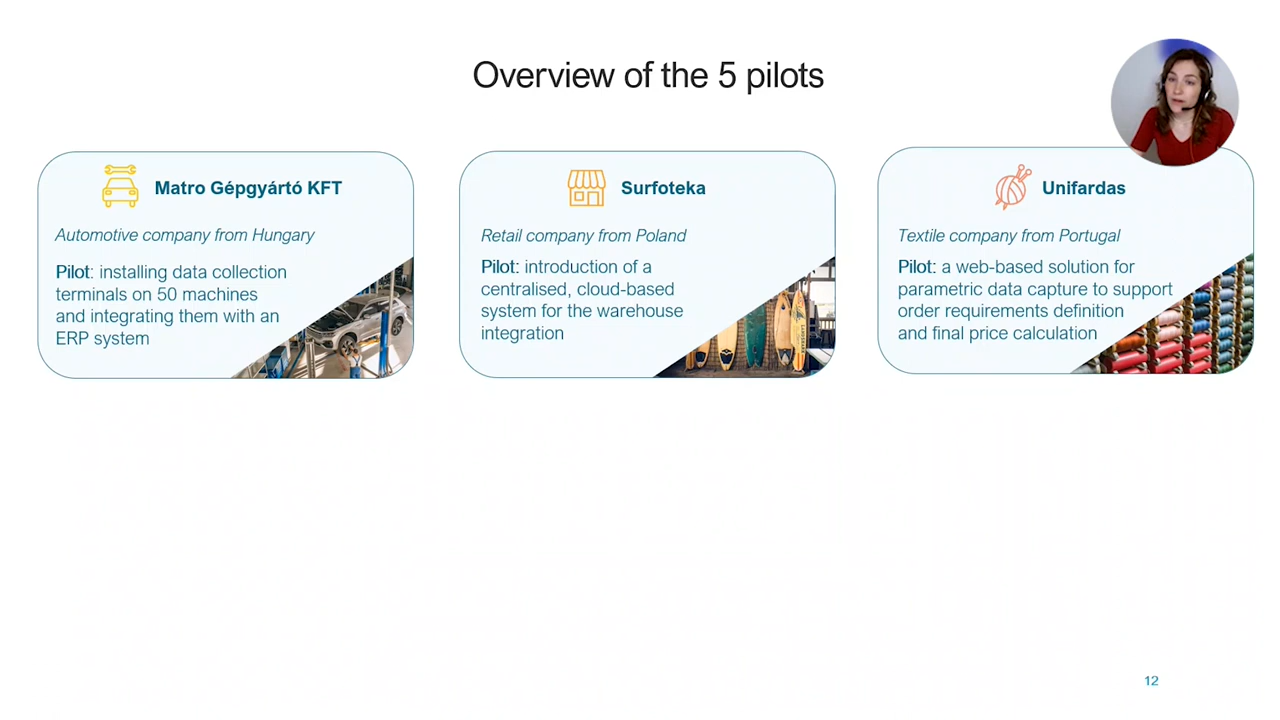 Overview of the 5 pilots
Matro Gépgyártó KFT
Automotive company from Hungary
Pilot: installing data collection
terminals on 50 machines
and integrating them with an
ERP system
Surfoteka
Retail company from Poland
Pilot: introduction of a
centralised, cloud-based
system for the warehouse
integration
Unifardas
Textile company from Portugal
Pilot: a web-based solution for
parametric data capture to support
order requirements definition
and final price calculation
12